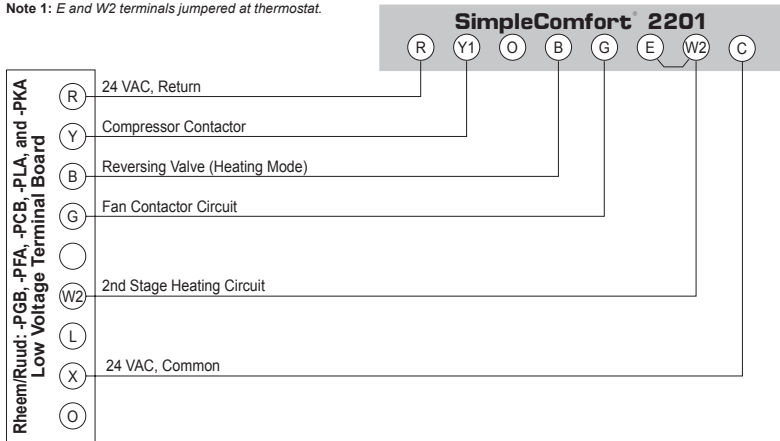 Note 1: E and W2 terminals jumpered at thermostat.
SimpleComfort® 2201
R Y1 O B G E W2 C
Rheem/Ruud: -PGB, -PFA, -PCB, -PLA, and -PKA
Low Voltage Terminal Board
R 24 VAC, Return
Y Compressor Contactor
B Reversing Valve (Heating Mode)
G Fan Contactor Circuit
W2 2nd Stage Heating Circuit
L
X 24 VAC, Common
O